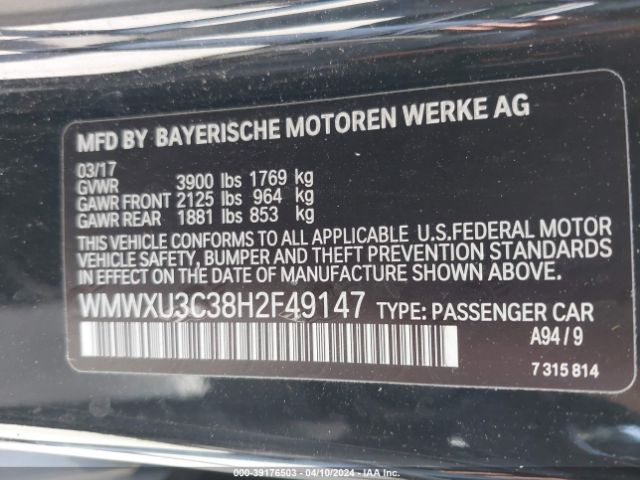 MFD BY BAYERISCHE MOTOREN WERKE AG
03/17
GVWR 3900 lbs 1769 kg
GAWR FRONT 2125 lbs 964 kg
GAWR REAR 1881 lbs 853 kg
THIS VEHICLE CONFORMS TO ALL APPLICABLE U.S.FEDERAL MOTOR
VEHICLE SAFETY, BUMPER AND THEFT PREVENTION STANDARDS
IN EFFECT ON THE DATE OF MANUFACTURE SHOWN ABOVE.
WMWXU3C38H2F49147 TYPE: PASSENGER CAR
A94/9
7 315 814
000-39176503 - 04/10/2024 - IAA Inc.